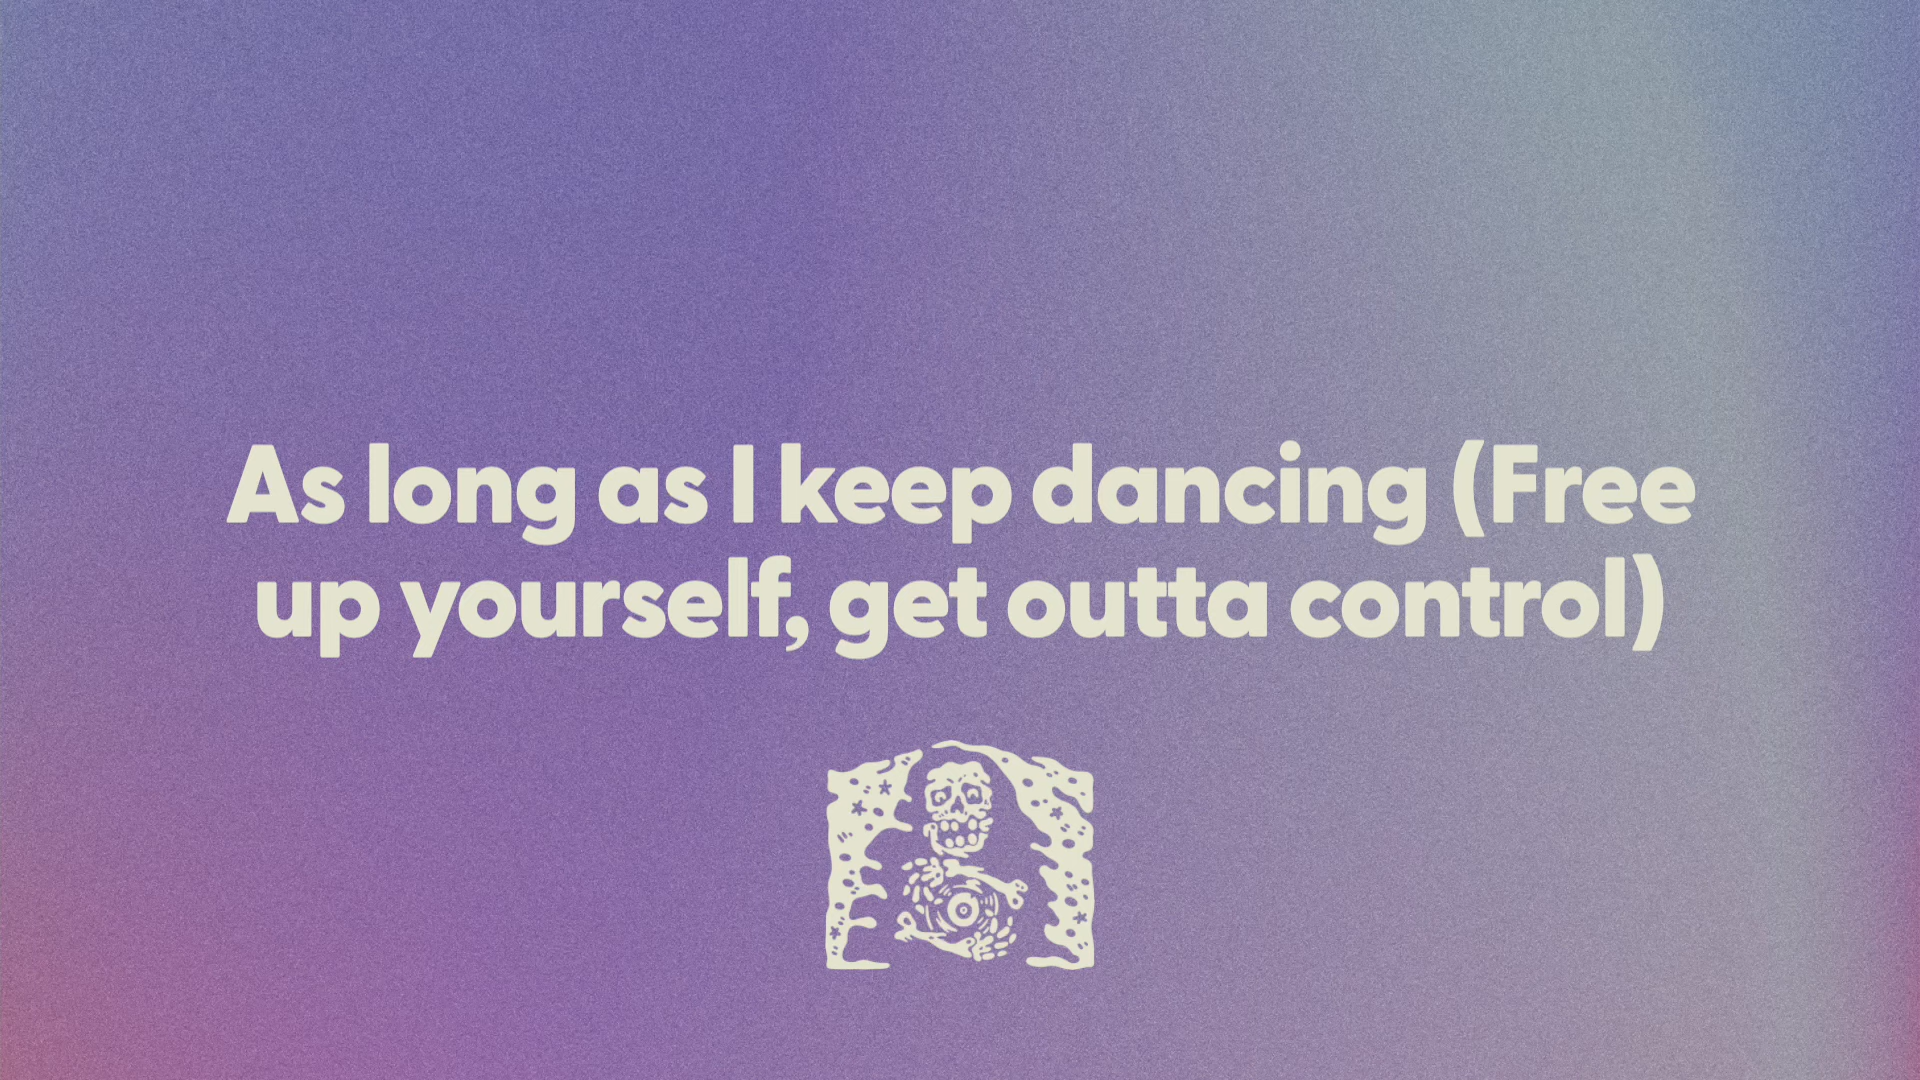 As long as I keep dancing (Free
up yourself, get outta control)